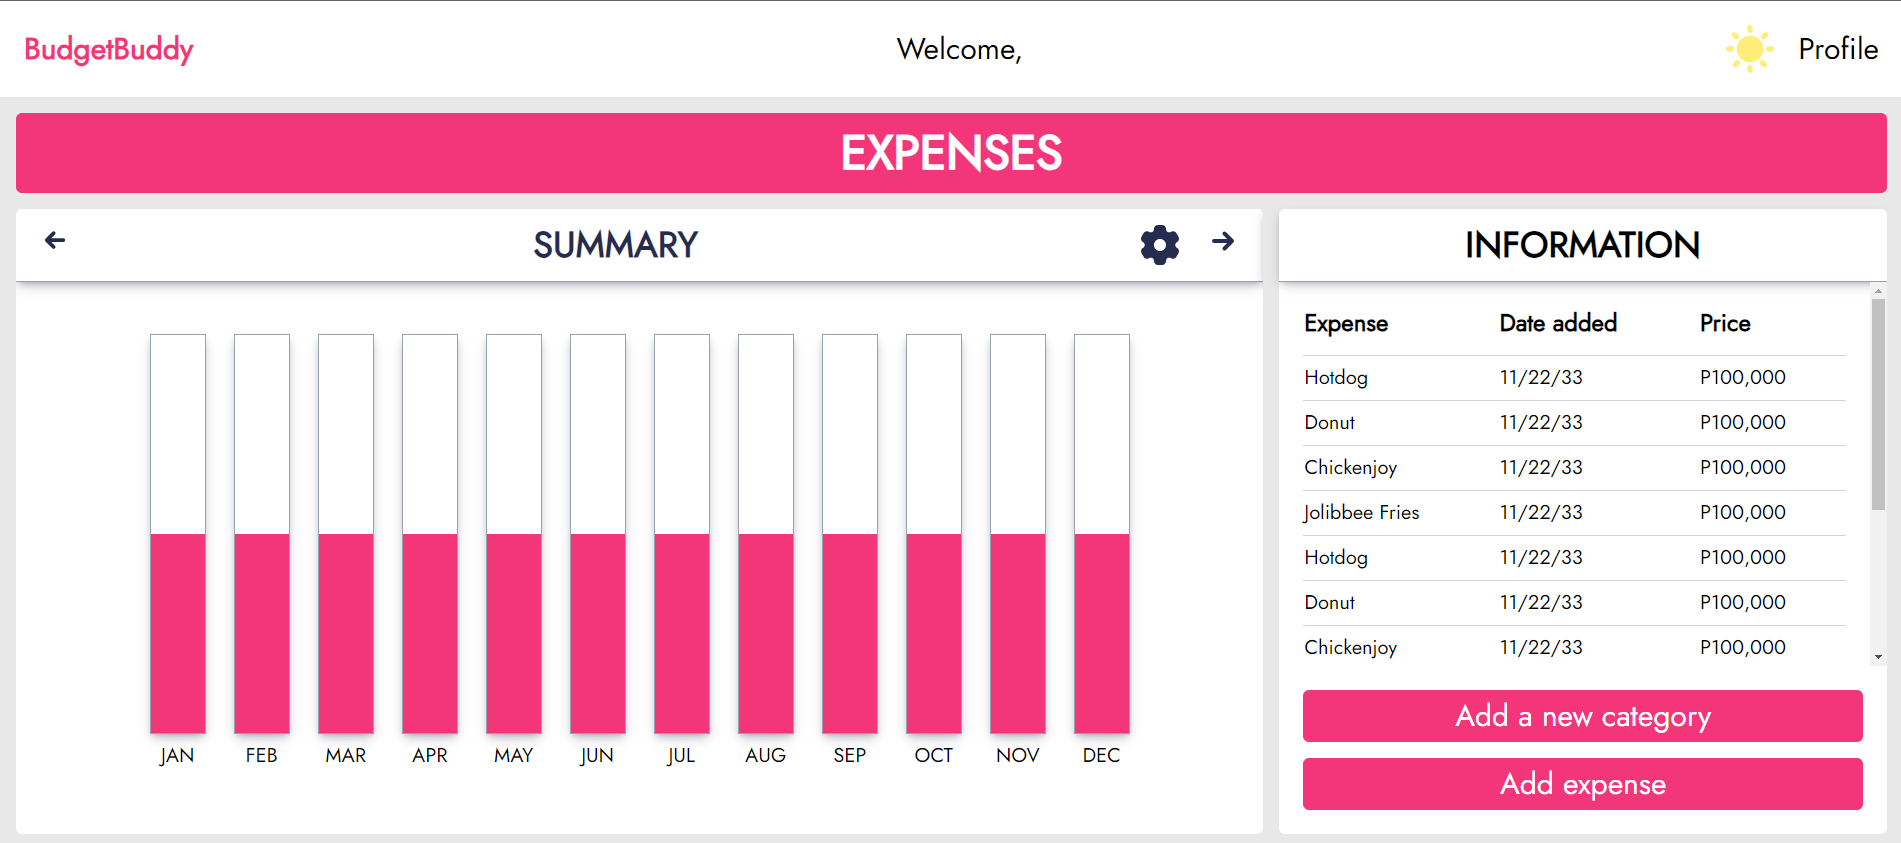 BudgetBuddy
Welcome,
Profile
EXPENSES
SUMMARY
JAN FEB MAR APR MAY JUN JUL AUG SEP OCT NOV DEC
INFORMATION
Expense Date added Price
Hotdog 11/22/33 P100,000
Donut 11/22/33 P100,000
Chickenjoy 11/22/33 P100,000
Jolibbee Fries 11/22/33 P100,000
Hotdog 11/22/33 P100,000
Donut 11/22/33 P100,000
Chickenjoy 11/22/33 P100,000
Add a new category
Add expense